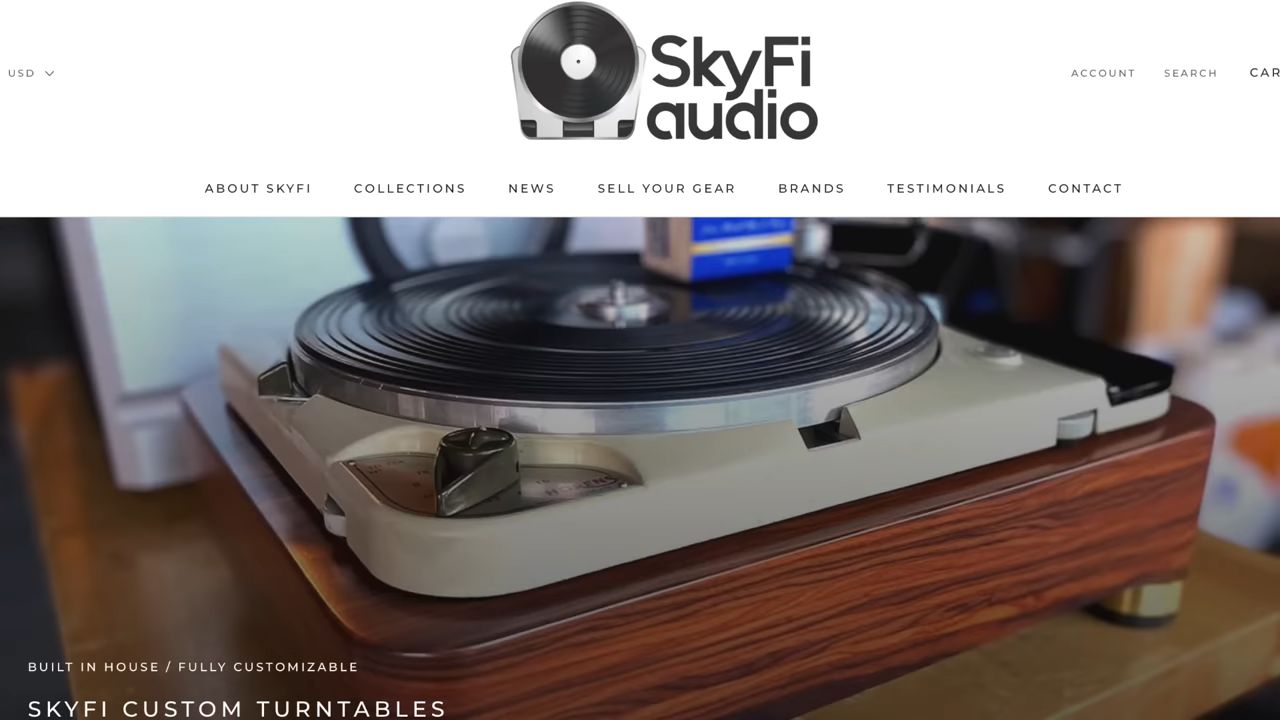 SkyFi
audio
USD
ACCOUNT
SEARCH
CAR
ABOUT SKYFI
COLLECTIONS
NEWS
SELL YOUR GEAR
BRANDS
TESTIMONIALS
CONTACT
BUILT IN HOUSE / FULLY CUSTOMIZABLE
SKYFI CUSTOM TURNTABLES